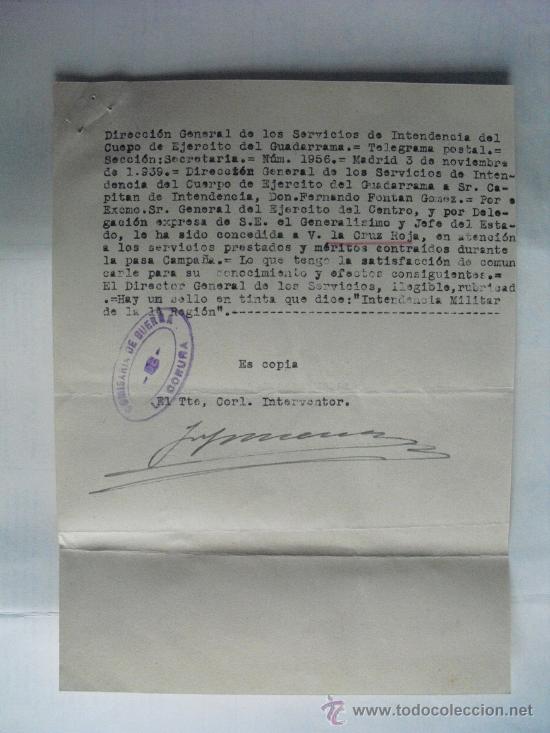 Dirección General de los Servicios de Intendencia del
Cuepo de Ejercito del Guadarrama.= Telegrama postal.=
Sección:Secretaria.= Núm. 1956.= Madrid 3 de noviembre
de 1.939.= Dirección General de los Servicios de Inten-
dencia del Cuerpo de Ejercito del Guadarrama a Sr. Ca-
pitan de Intendencia, Don.Fernando Fontan Gomez.= Por e
Excmo.Sr. General del Ejercito del Centro, y por Dele-
gación expresa de S.E. el Generalisimo y Jefe del Esta-
do, le ha sido concedida a V. la Cruz Roja, en atención
a los servicios prestados y méritos contraidos durante
la pasa Campaña.= Lo que tengo la satisfacción de comun
carle para su conocimiento y efectos consiguientes.=
El Director General de los Servicios, ilegible,rubricad
.=Hay un sello en tinta que dice:"Intendencia Militar
de la 1ª Región".-
COMISARIA DE GUERRA
LA CORUÑA
Es copia
El Tte, Corl. Interventor.
todocoleccion
www.todocoleccion.net